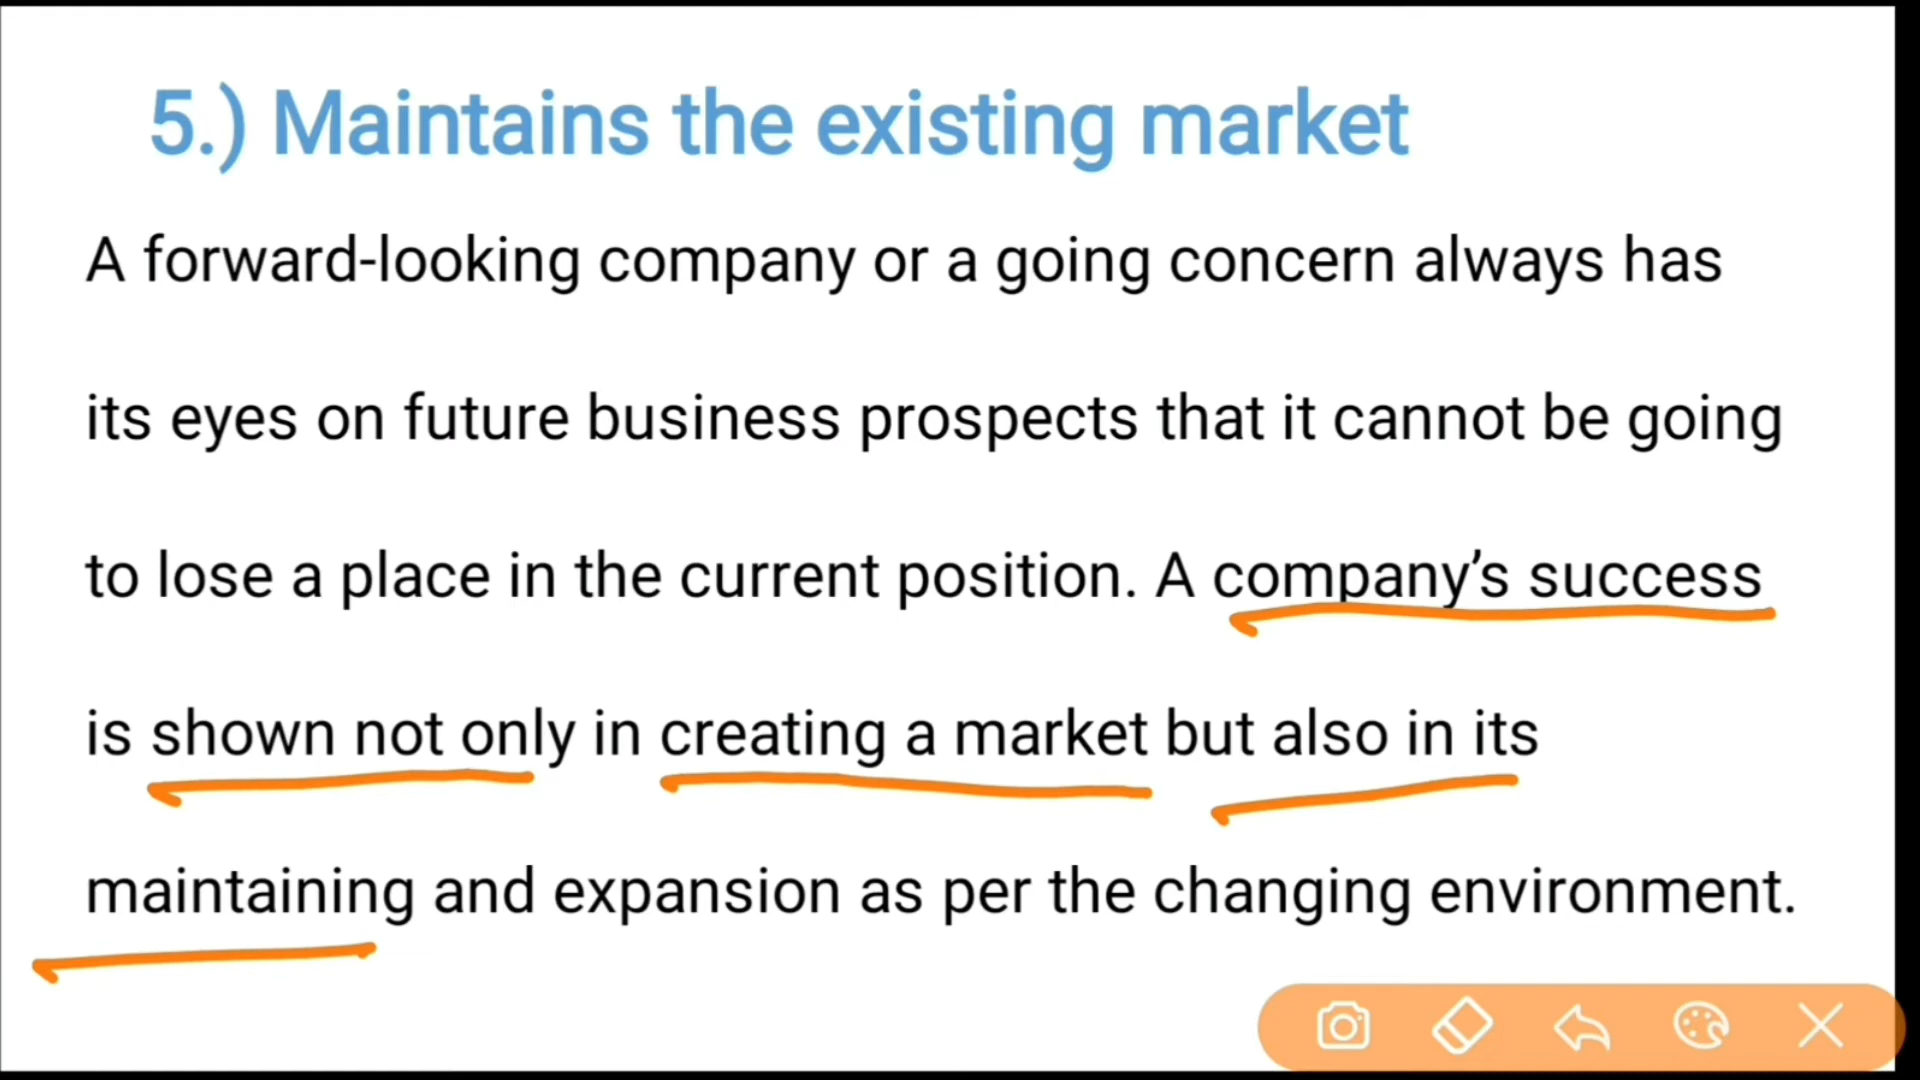 5.) Maintains the existing market
A forward-looking company or a going concern always has
its eyes on future business prospects that it cannot be going
to lose a place in the current position. A company’s success
is shown not only in creating a market but also in its
maintaining and expansion as per the changing environment.